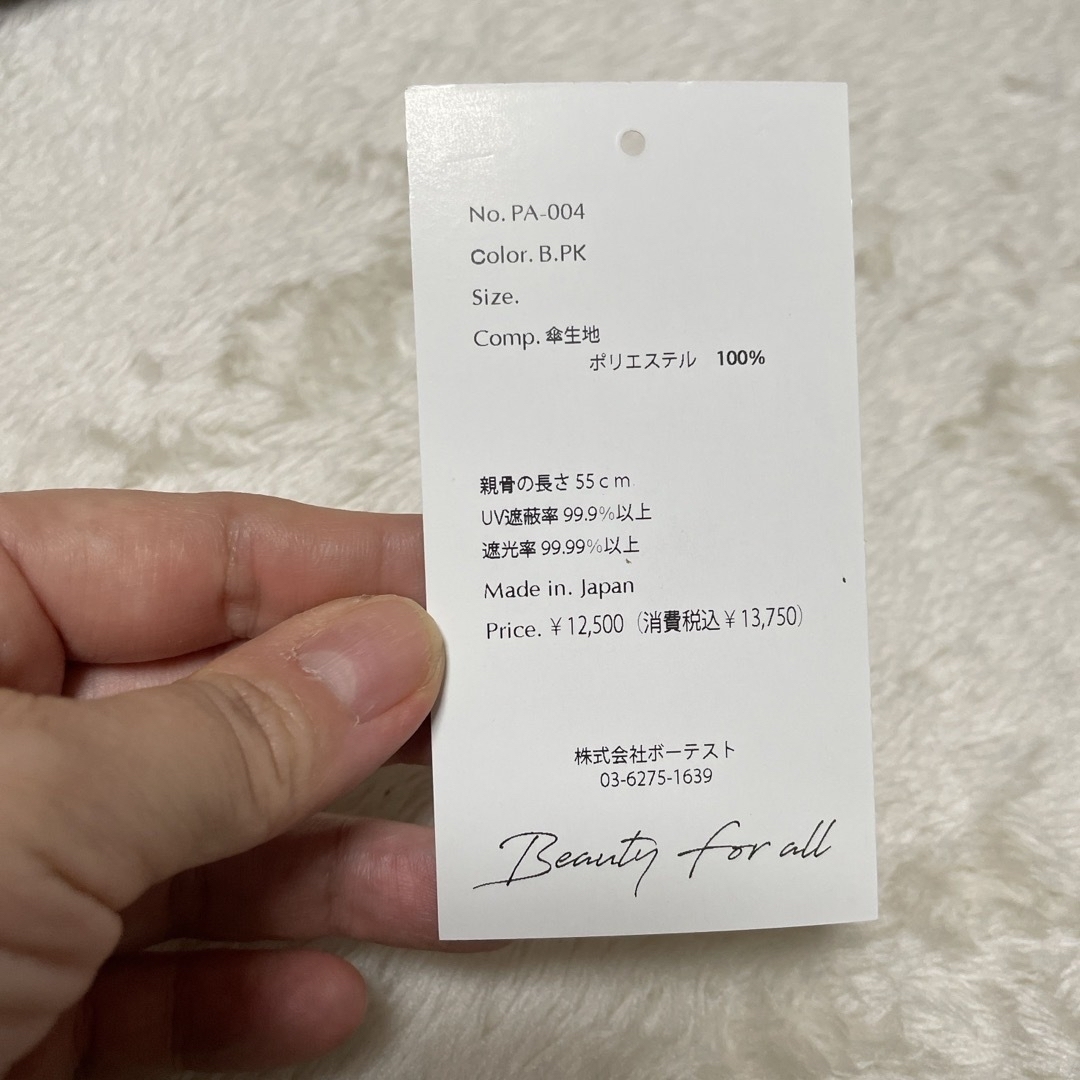 No. PA-004
Color. B.PK
Size.
Comp. 傘生地
ポリエステル 100%
親骨の長さ 55cm
UV遮蔽率 99.9%以上
遮光率 99.99%以上
Made in. Japan
Price. ¥12,500（消費税込¥13,750）
株式会社ボーテスト
03-6275-1639
Beauty for all